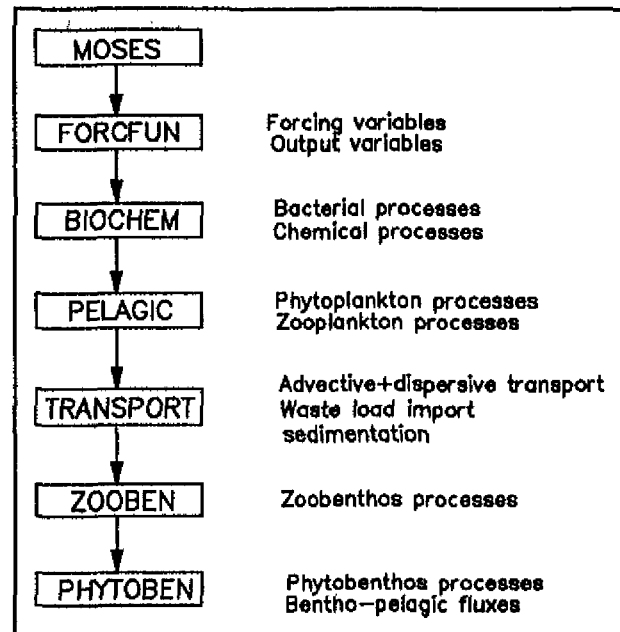 MOSES
FORCFUN
Forcing variables
Output variables
BIOCHEM
Bacterial processes
Chemical processes
PELAGIC
Phytoplankton processes
Zooplankton processes
TRANSPORT
Advective+dispersive transport
Waste load import
sedimentation
ZOOBEN
Zoobenthos processes
PHYTOBEN
Phytobenthos processes
Bentho-pelagic fluxes